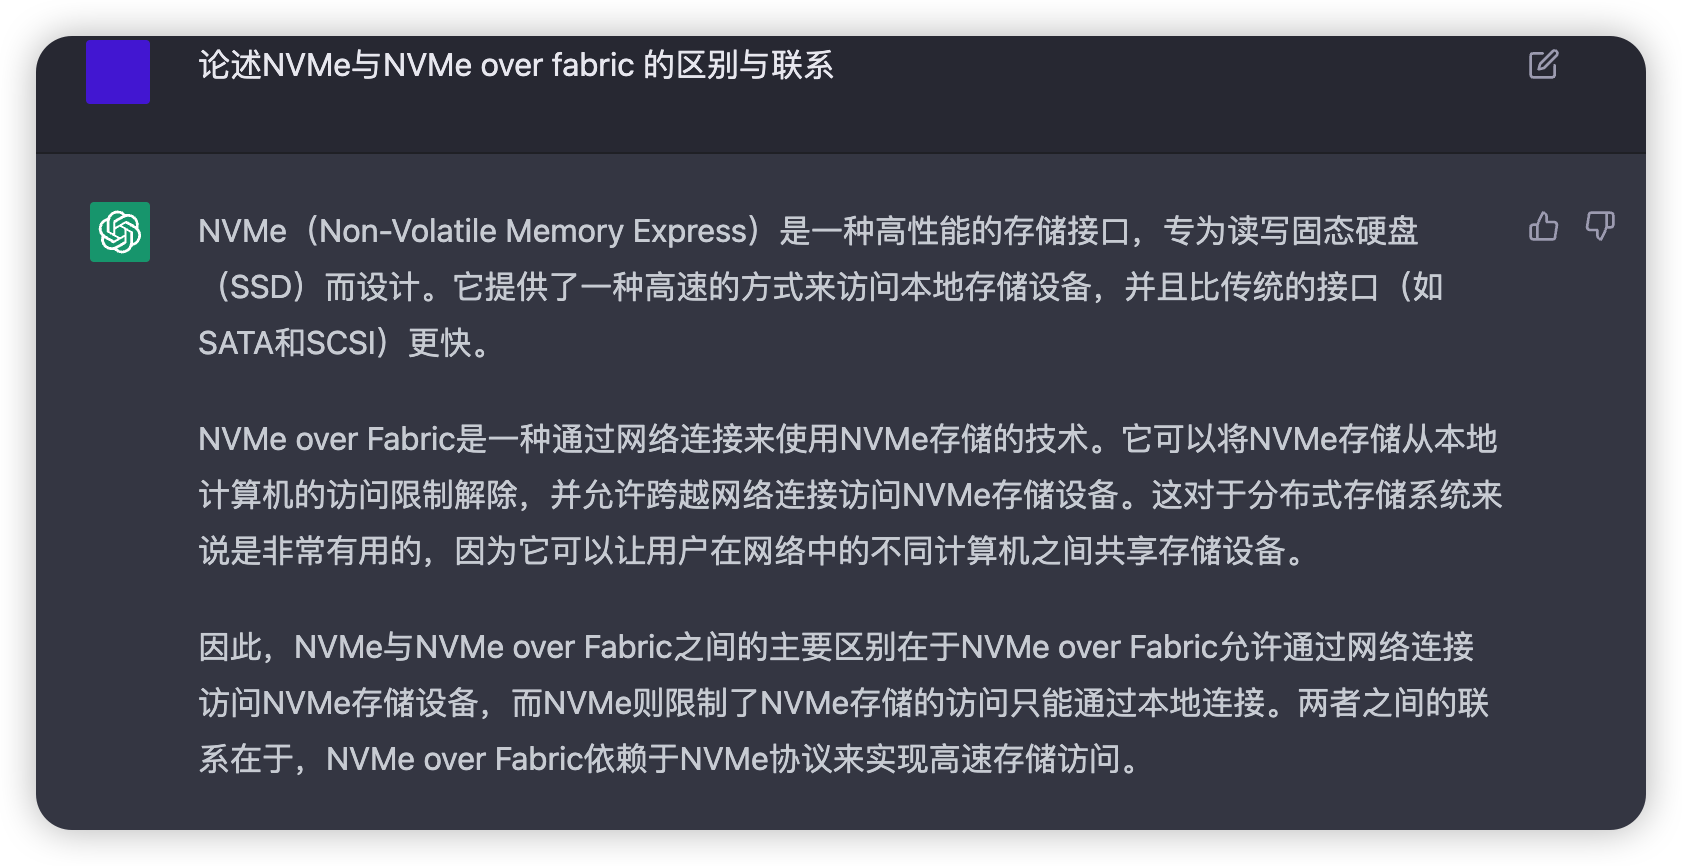 论述NVMe与NVMe over fabric 的区别与联系
NVMe（Non-Volatile Memory Express）是一种高性能的存储接口，专为读写固态硬盘
（SSD）而设计。它提供了一种高速的方式来访问本地存储设备，并且比传统的接口（如
SATA和SCSI）更快。
NVMe over Fabric是一种通过网络连接来使用NVMe存储的技术。它可以将NVMe存储从本地
计算机的访问限制解除，并允许跨越网络连接访问NVMe存储设备。这对于分布式存储系统来
说是非常有用的，因为它可以让用户在网络中的不同计算机之间共享存储设备。
因此，NVMe与NVMe over Fabric之间的主要区别在于NVMe over Fabric允许通过网络连接
访问NVMe存储设备，而NVMe则限制了NVMe存储的访问只能通过本地连接。两者之间的联
系在于，NVMe over Fabric依赖于NVMe协议来实现高速存储访问。